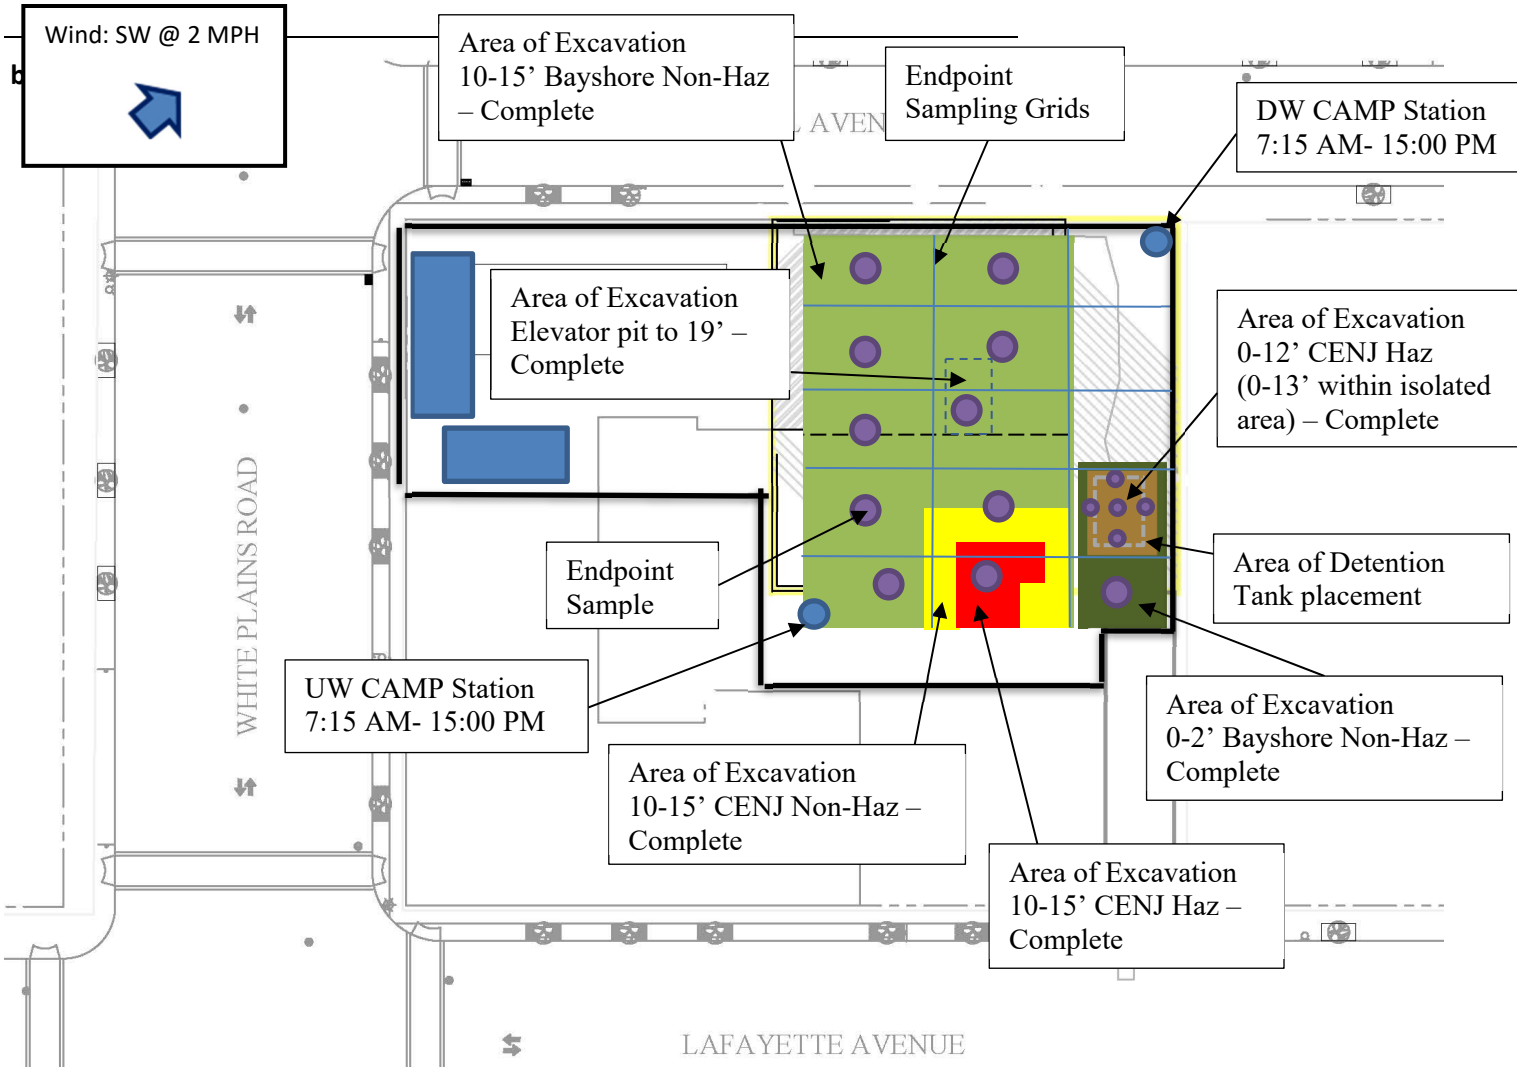 Wind: SW @ 2 MPH
b
Area of Excavation
10-15’ Bayshore Non-Haz
– Complete
Endpoint
Sampling Grids
AVEN
DW CAMP Station
7:15 AM- 15:00 PM
Area of Excavation
Elevator pit to 19’ –
Complete
Area of Excavation
0-12’ CENJ Haz
(0-13’ within isolated
area) – Complete
WHITE PLAINS ROAD
Endpoint
Sample
Area of Detention
Tank placement
UW CAMP Station
7:15 AM- 15:00 PM
Area of Excavation
0-2’ Bayshore Non-Haz –
Complete
Area of Excavation
10-15’ CENJ Non-Haz –
Complete
Area of Excavation
10-15’ CENJ Haz –
Complete
LAFAYETTE AVENUE